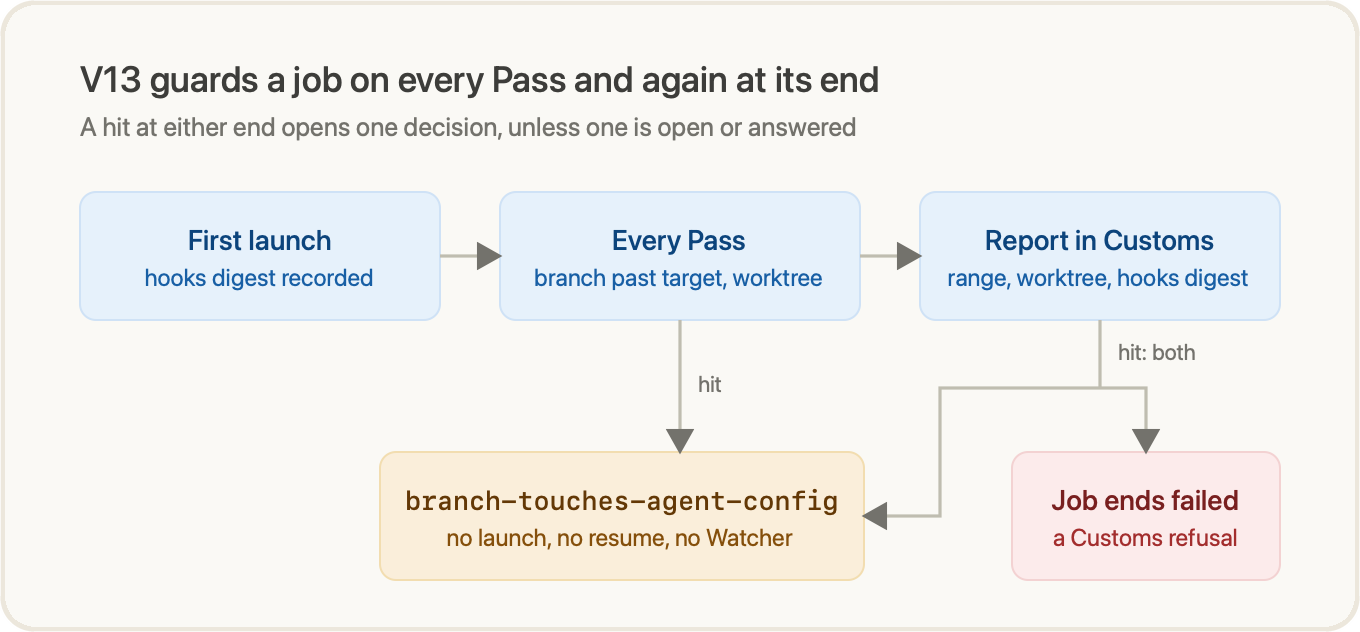 V13 guards a job on every Pass and again at its end
A hit at either end opens one decision, unless one is open or answered
First launch
hooks digest recorded
Every Pass
branch past target, worktree
Report in Customs
range, worktree, hooks digest
hit
hit: both
branch-touches-agent-config
no launch, no resume, no Watcher
Job ends failed
a Customs refusal